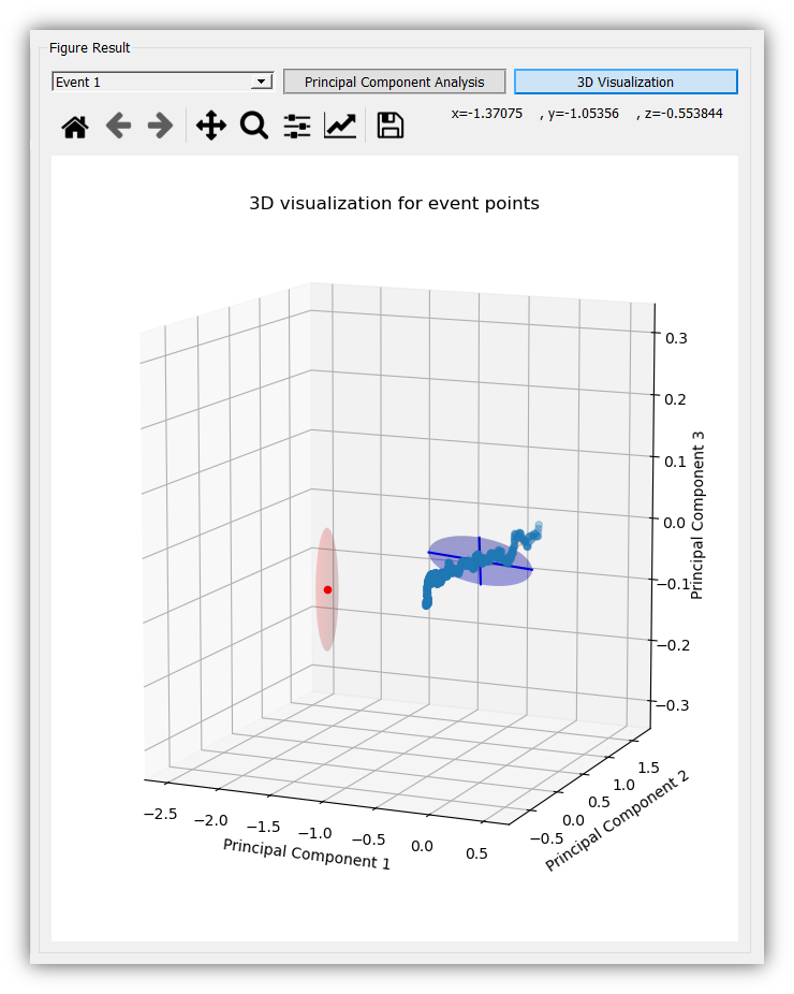 Figure Result
Event 1
Principal Component Analysis
3D Visualization
x=-1.37075 , y=-1.05356 , z=-0.553844
3D visualization for event points
0.3
0.2
0.1
0.0
−0.1
−0.2
−0.3
Principal Component 3
−2.5
−2.0
−1.5
−1.0
−0.5
0.0
0.5
Principal Component 1
−0.5
0.0
0.5
1.0
1.5
Principal Component 2